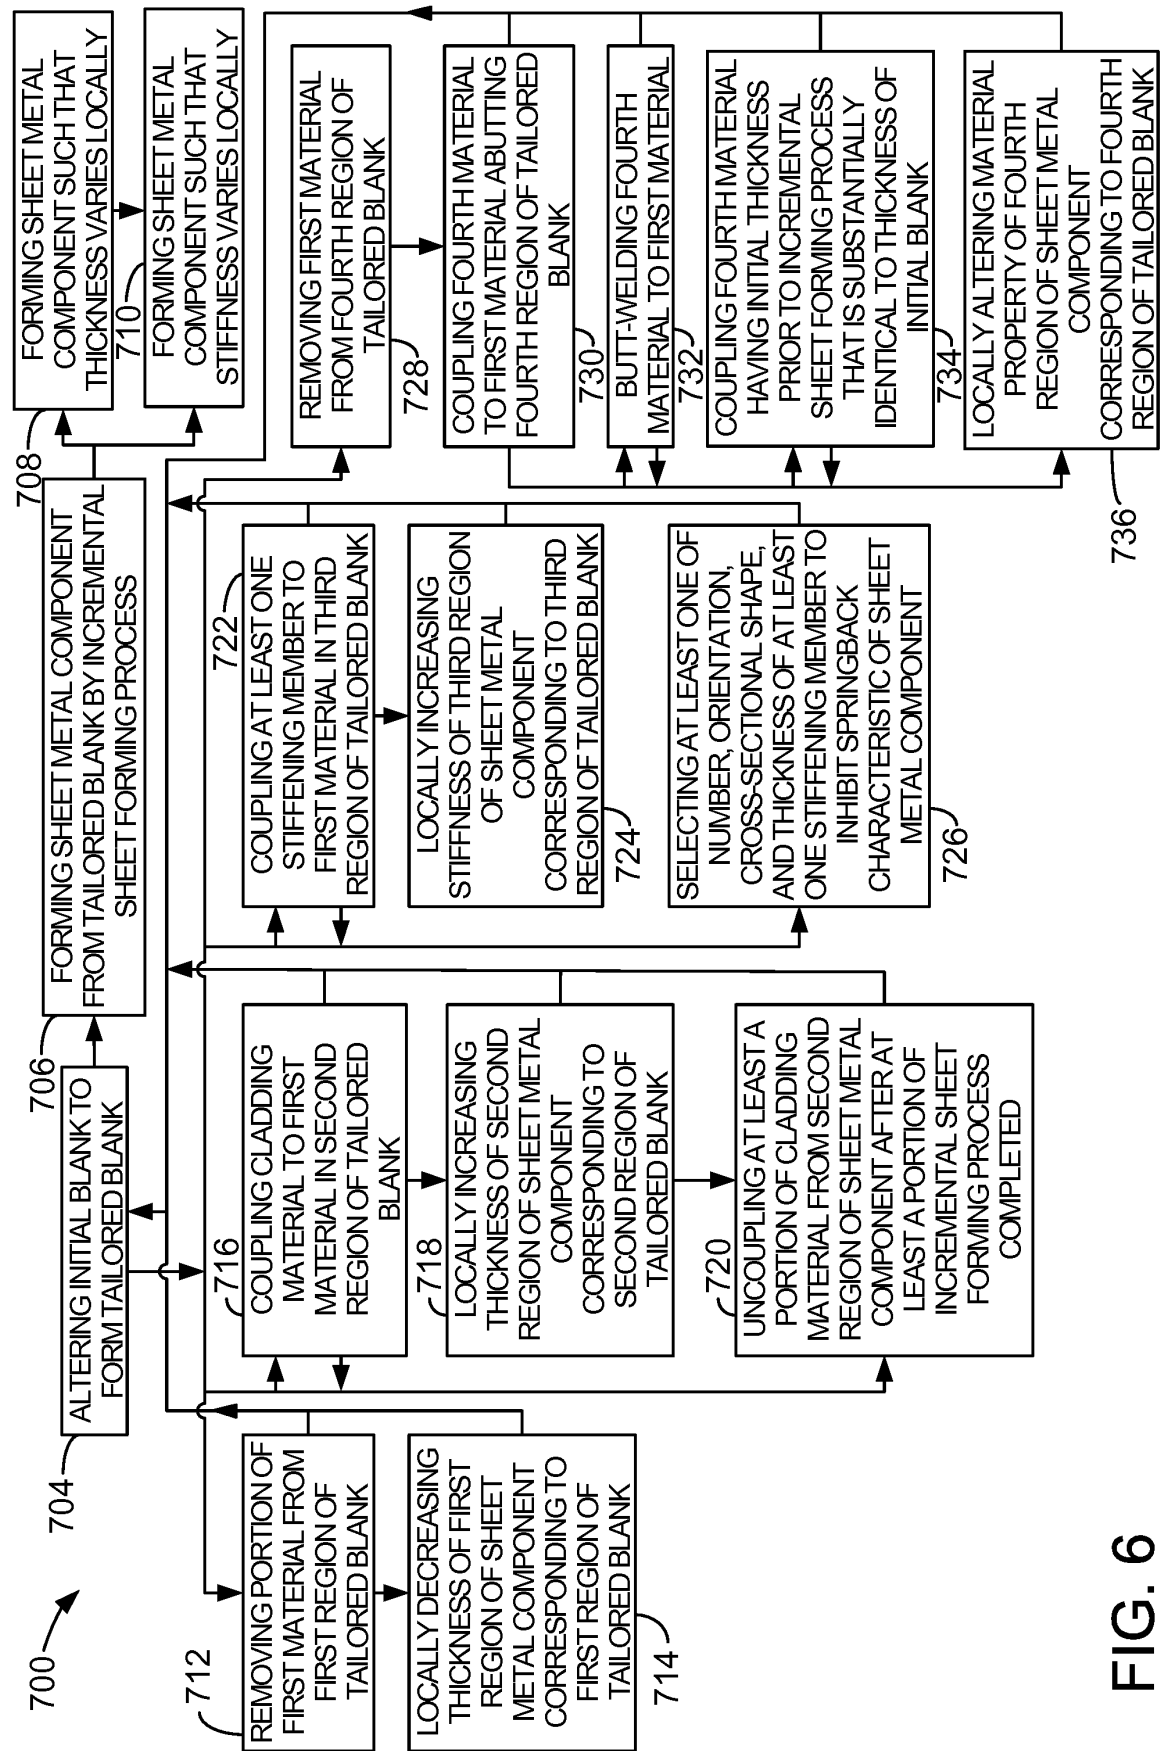 700
704
ALTERING INITIAL BLANK TO
FORM TAILORED BLANK
706
FORMING SHEET METAL COMPONENT
FROM TAILORED BLANK BY INCREMENTAL
SHEET FORMING PROCESS
708
FORMING SHEET METAL
COMPONENT SUCH THAT
THICKNESS VARIES LOCALLY
710
FORMING SHEET METAL
COMPONENT SUCH THAT
STIFFNESS VARIES LOCALLY
712
REMOVING PORTION OF
FIRST MATERIAL FROM
FIRST REGION OF
TAILORED BLANK
LOCALLY DECREASING
THICKNESS OF FIRST
REGION OF SHEET
METAL COMPONENT
CORRESPONDING TO
FIRST REGION OF
TAILORED BLANK
714
716
COUPLING CLADDING
MATERIAL TO FIRST
MATERIAL IN SECOND
REGION OF TAILORED
BLANK
718
LOCALLY INCREASING
THICKNESS OF SECOND
REGION OF SHEET METAL
COMPONENT
CORRESPONDING TO
SECOND REGION OF
TAILORED BLANK
720
UNCOUPLING AT LEAST A
PORTION OF CLADDING
MATERIAL FROM SECOND
REGION OF SHEET METAL
COMPONENT AFTER AT
LEAST A PORTION OF
INCREMENTAL SHEET
FORMING PROCESS
COMPLETED
722
COUPLING AT LEAST ONE
STIFFENING MEMBER TO
FIRST MATERIAL IN THIRD
REGION OF TAILORED BLANK
LOCALLY INCREASING
STIFFNESS OF THIRD REGION
OF SHEET METAL
COMPONENT
CORRESPONDING TO THIRD
REGION OF TAILORED BLANK
724
SELECTING AT LEAST ONE OF
NUMBER, ORIENTATION,
CROSS-SECTIONAL SHAPE,
AND THICKNESS OF AT LEAST
ONE STIFFENING MEMBER TO
INHIBIT SPRINGBACK
CHARACTERISTIC OF SHEET
METAL COMPONENT
726
REMOVING FIRST MATERIAL
FROM FOURTH REGION OF
TAILORED BLANK
728
COUPLING FOURTH MATERIAL
TO FIRST MATERIAL ABUTTING
FOURTH REGION OF TAILORED
BLANK
730
BUTT-WELDING FOURTH
MATERIAL TO FIRST MATERIAL
732
COUPLING FOURTH MATERIAL
HAVING INITIAL THICKNESS
PRIOR TO INCREMENTAL
SHEET FORMING PROCESS
THAT IS SUBSTANTIALLY
IDENTICAL TO THICKNESS OF
INITIAL BLANK
734
LOCALLY ALTERING MATERIAL
PROPERTY OF FOURTH
REGION OF SHEET METAL
COMPONENT
CORRESPONDING TO FOURTH
REGION OF TAILORED BLANK
736
FIG. 6